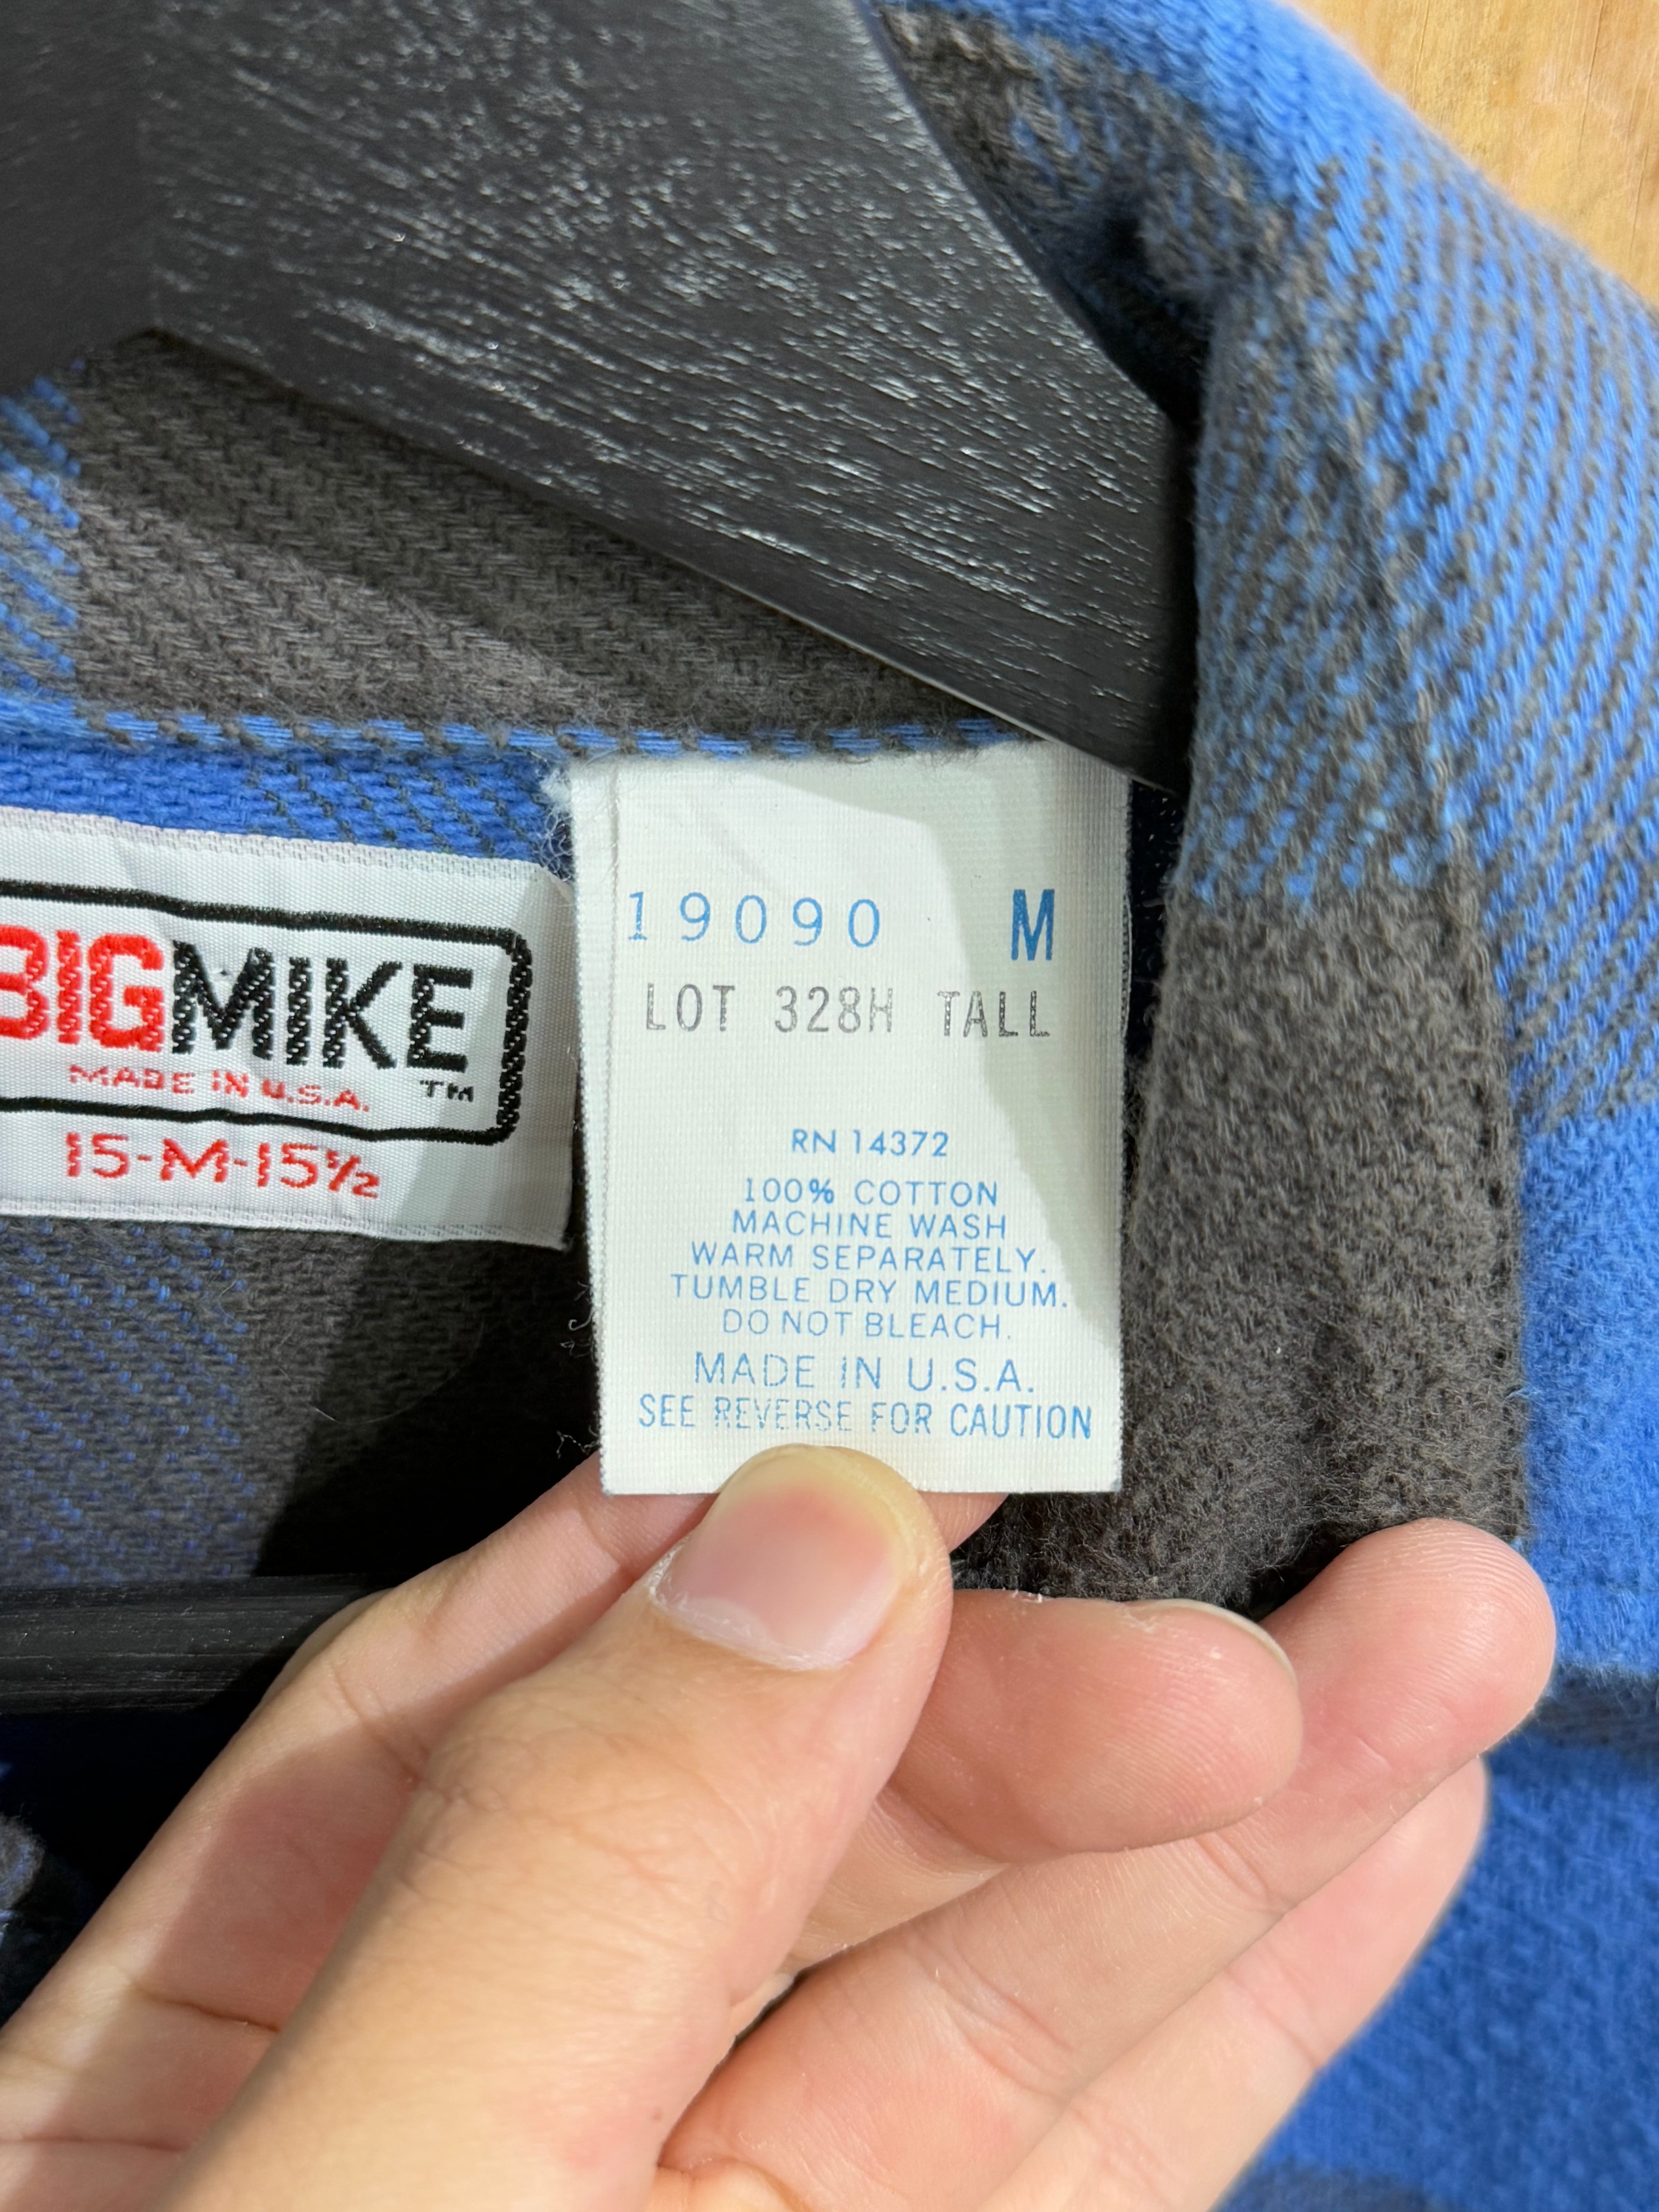 BIGMIKE
MADE IN U.S.A. TM
15-M-15½
19090 M
LOT 328H TALL
RN 14372
100% COTTON
MACHINE WASH
WARM SEPARATELY.
TUMBLE DRY MEDIUM.
DO NOT BLEACH.
MADE IN U.S.A.
SEE REVERSE FOR CAUTION